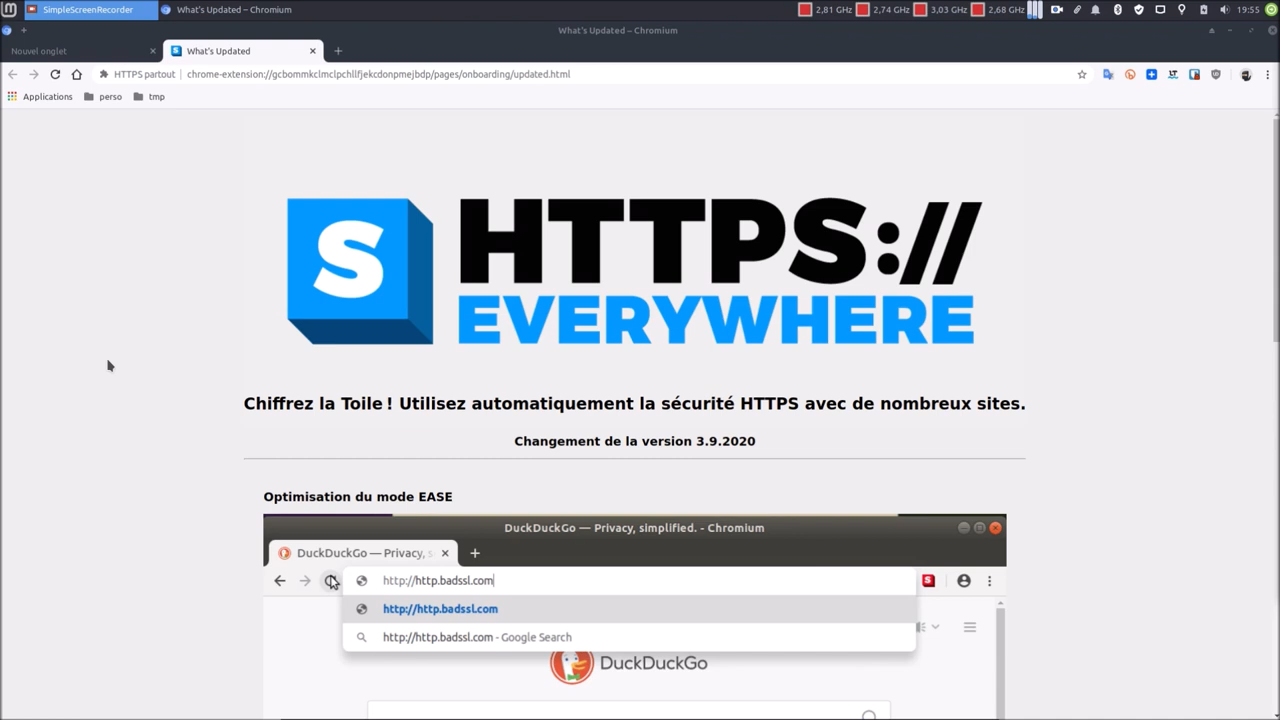 SimpleScreenRecorder
What's Updated – Chromium
2,81 GHz
2,74 GHz
3,03 GHz
2,68 GHz
19:55
What's Updated – Chromium
Nouvel onglet
What's Updated
HTTPS partout
chrome-extension://gcbommkclmclpchllfjekcdonpmejbdp/pages/onboarding/updated.html
Applications
perso
tmp
S
HTTPS://
EVERYWHERE
Chiffrez la Toile ! Utilisez automatiquement la sécurité HTTPS avec de nombreux sites.
Changement de la version 3.9.2020
Optimisation du mode EASE
DuckDuckGo — Privacy, simplified. - Chromium
DuckDuckGo — Privacy, s
http://http.badssl.com
http://http.badssl.com
http://http.badssl.com - Google Search
DuckDuckGo